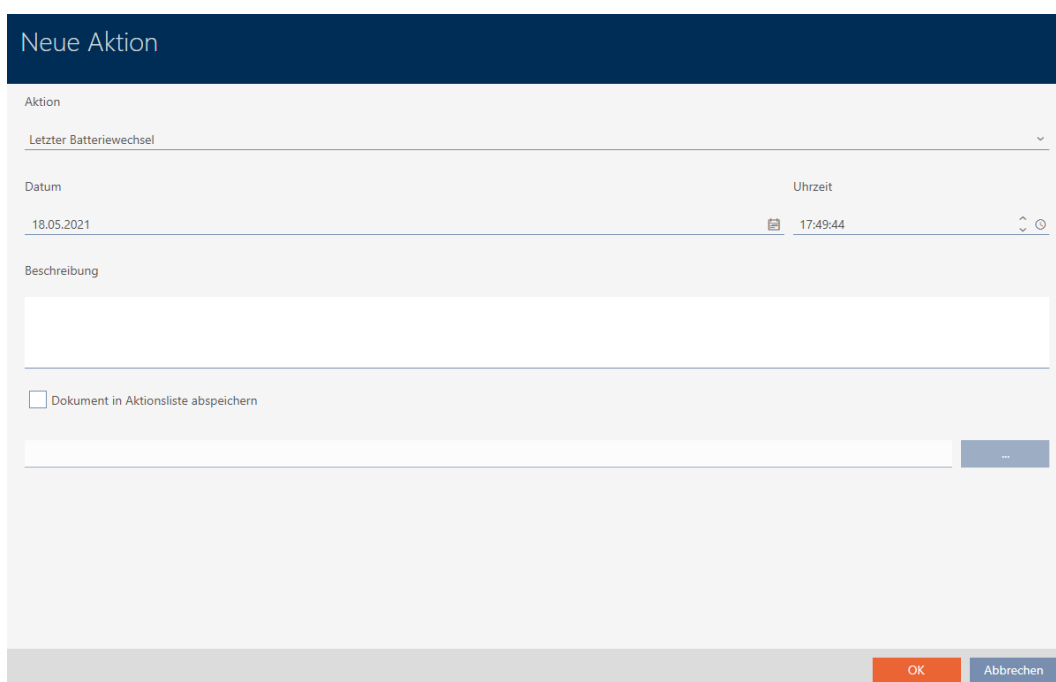 Neue Aktion
Aktion
Letzter Batteriewechsel
Datum
Uhrzeit
18.05.2021
17:49:44
Beschreibung
Dokument in Aktionsliste abspeichern
...
OK
Abbrechen